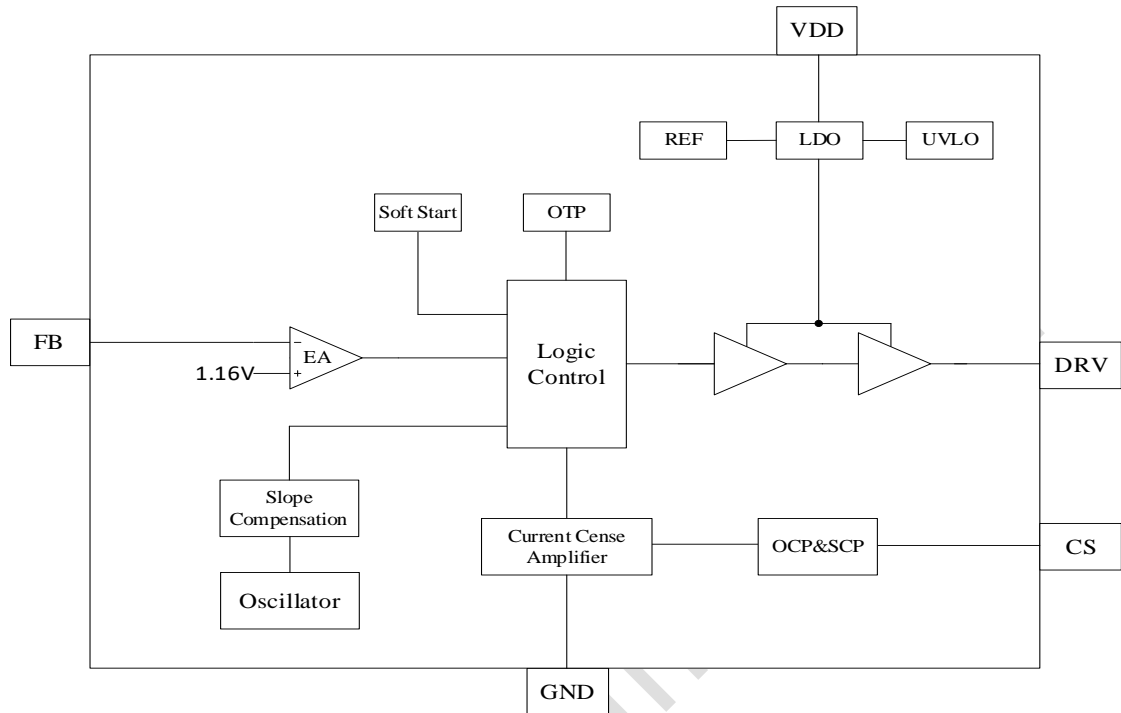 VDD
REF
LDO
UVLO
Soft Start
OTP
FB
−
EA
1.16V
+
Logic
Control
DRV
Slope
Compensation
Current Cense
Amplifier
OCP&SCP
CS
Oscillator
GND